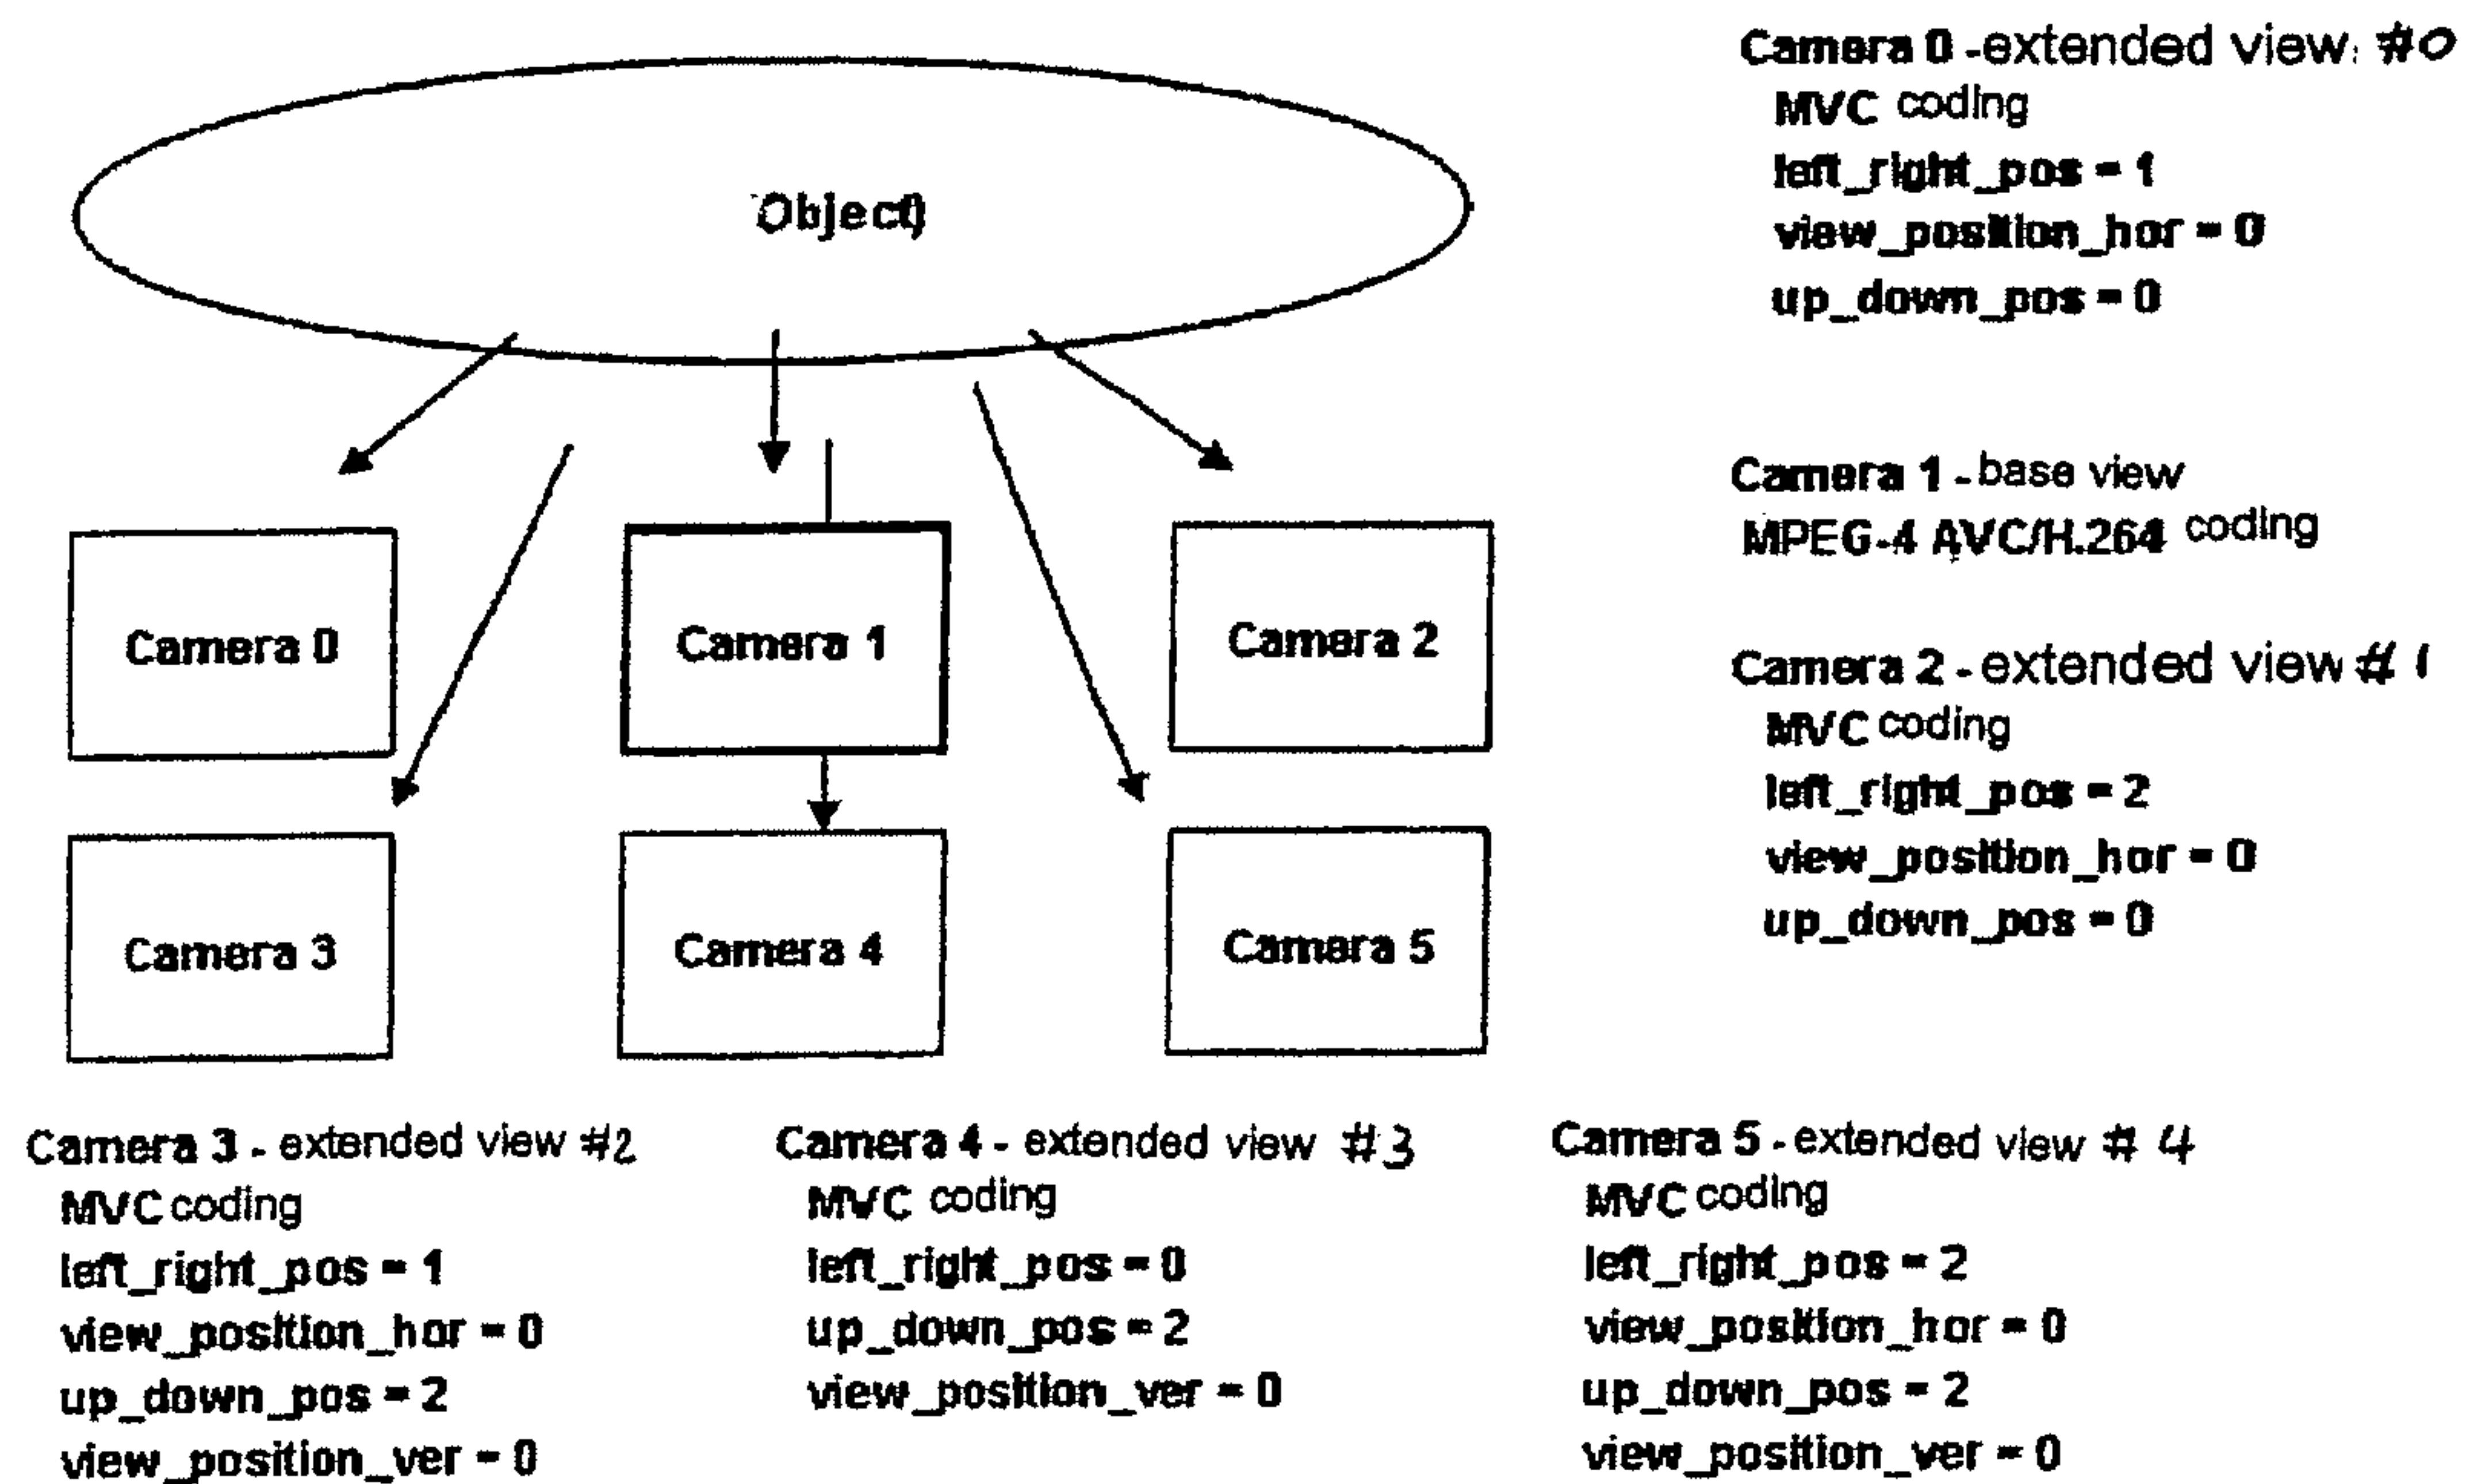 Object
Camera 0 - extended view #0
MVC coding
left_right_pos = 1
view_position_hor = 0
up_down_pos = 0
Camera 1 - base view
MPEG-4 AVC/H.264 coding
Camera 2 - extended view #1
MVC coding
left_right_pos = 2
view_position_hor = 0
up_down_pos = 0
Camera 0
Camera 1
Camera 2
Camera 3
Camera 4
Camera 5
Camera 3 - extended view #2
MVC coding
left_right_pos = 1
view_position_hor = 0
up_down_pos = 2
view_position_ver = 0
Camera 4 - extended view #3
MVC coding
left_right_pos = 0
up_down_pos = 2
view_position_ver = 0
Camera 5 - extended view # 4
MVC coding
left_right_pos = 2
view_position_hor = 0
up_down_pos = 2
view_position_ver = 0